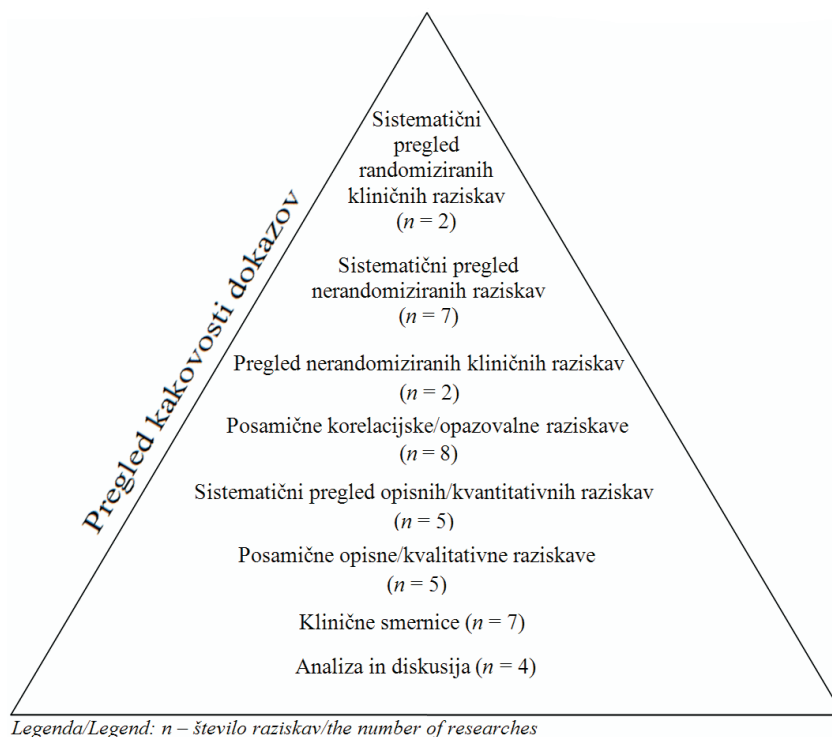 Pregled kakovosti dokazov
Sistematični
pregled
randomiziranih
kliničnih raziskav
(n = 2)
Sistematični pregled
nerandomiziranih raziskav
(n = 7)
Pregled nerandomiziranih kliničnih raziskav
(n = 2)
Posamične korelacijske/opazovalne raziskave
(n = 8)
Sistematični pregled opisnih/kvantitativnih raziskav
(n = 5)
Posamične opisne/kvalitativne raziskave
(n = 5)
Klinične smernice (n = 7)
Analiza in diskusija (n = 4)
Legenda/Legend: n – število raziskav/the number of researches